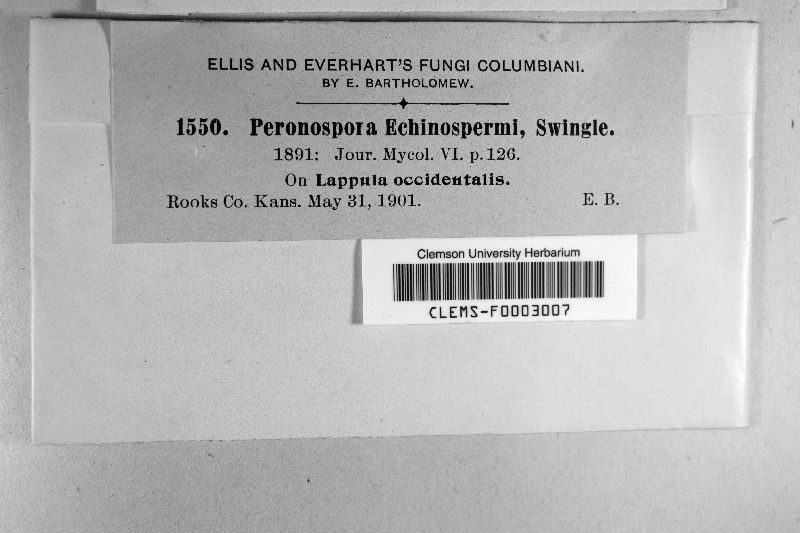 ELLIS AND EVERHART'S FUNGI COLUMBIANI.
BY E. BARTHOLOMEW.
1550. Peronospora Echinospermi, Swingle.
1891: Jour. Mycol. VI. p. 126.
On Lappula occidentalis.
Rooks Co. Kans. May 31, 1901. E. B.
Clemson University Herbarium
CLEMS-F0003007